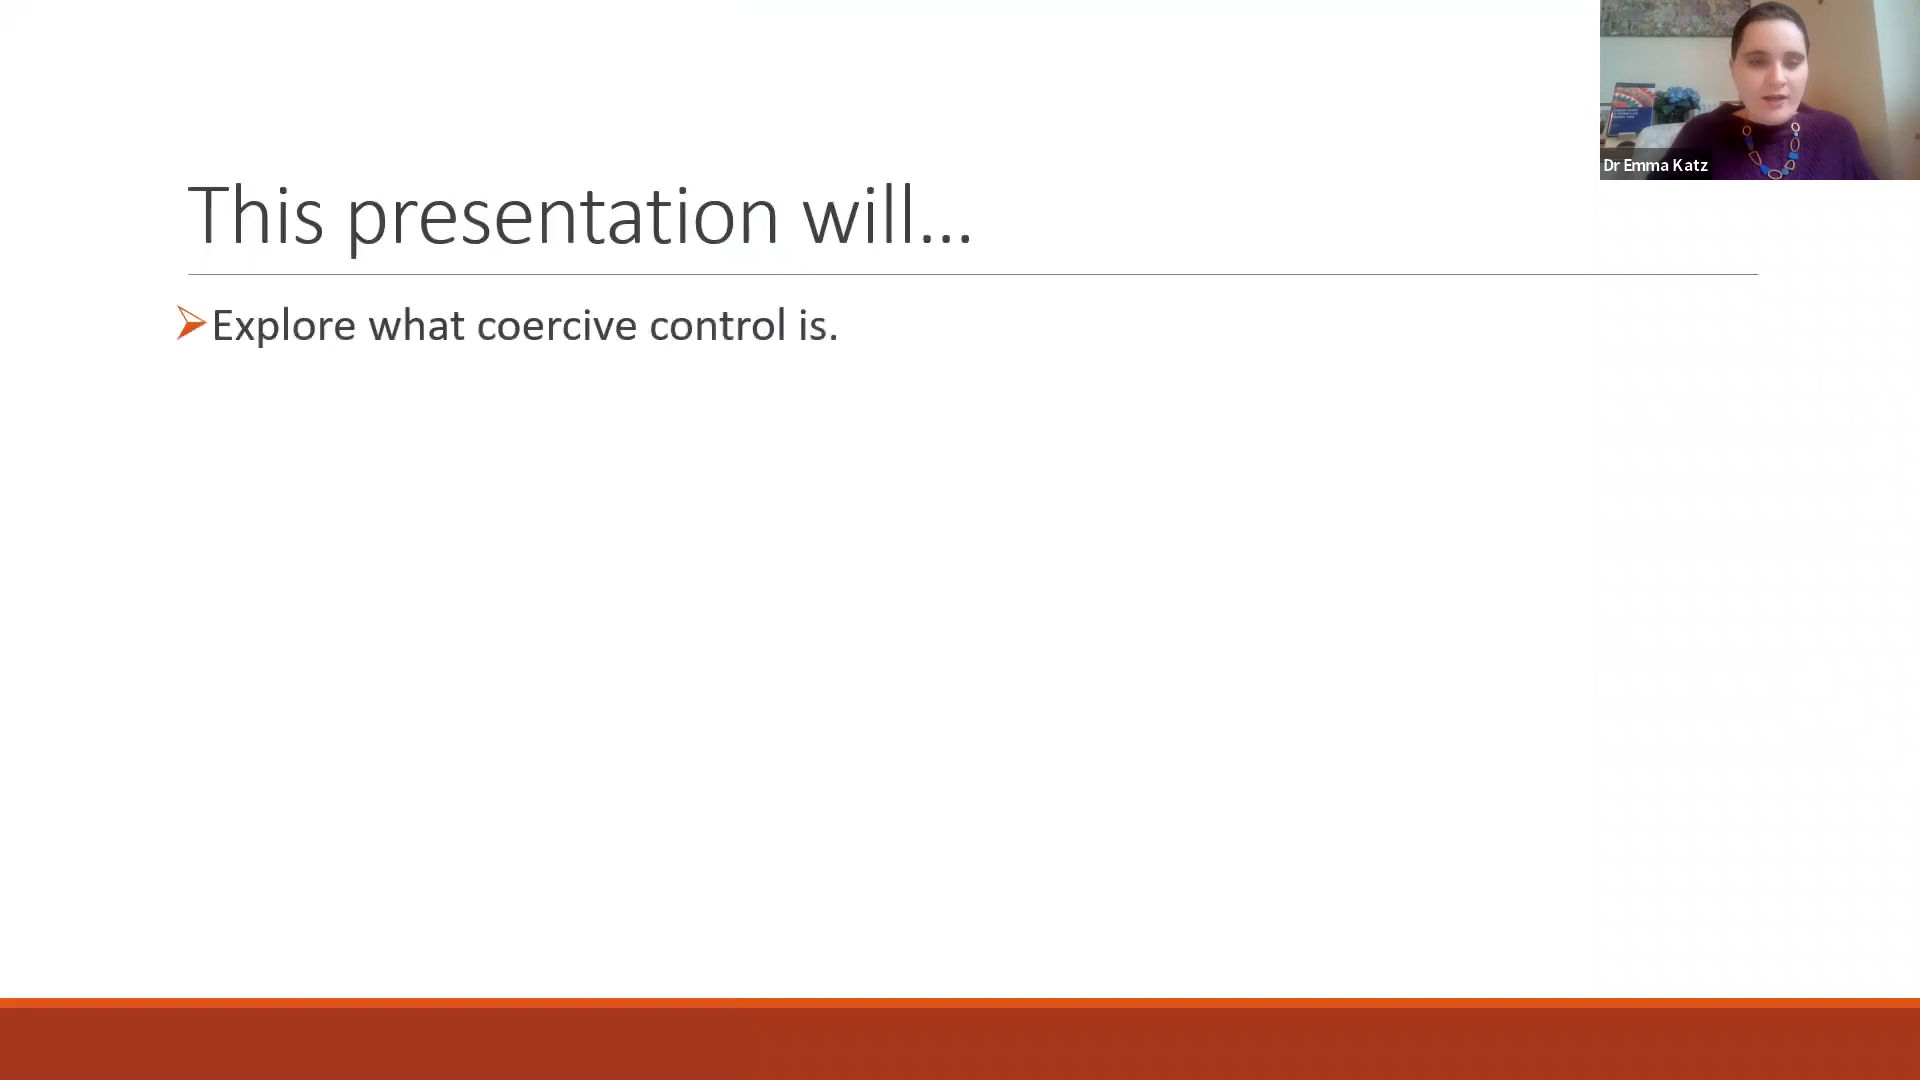 This presentation will...
Explore what coercive control is.
Dr Emma Katz